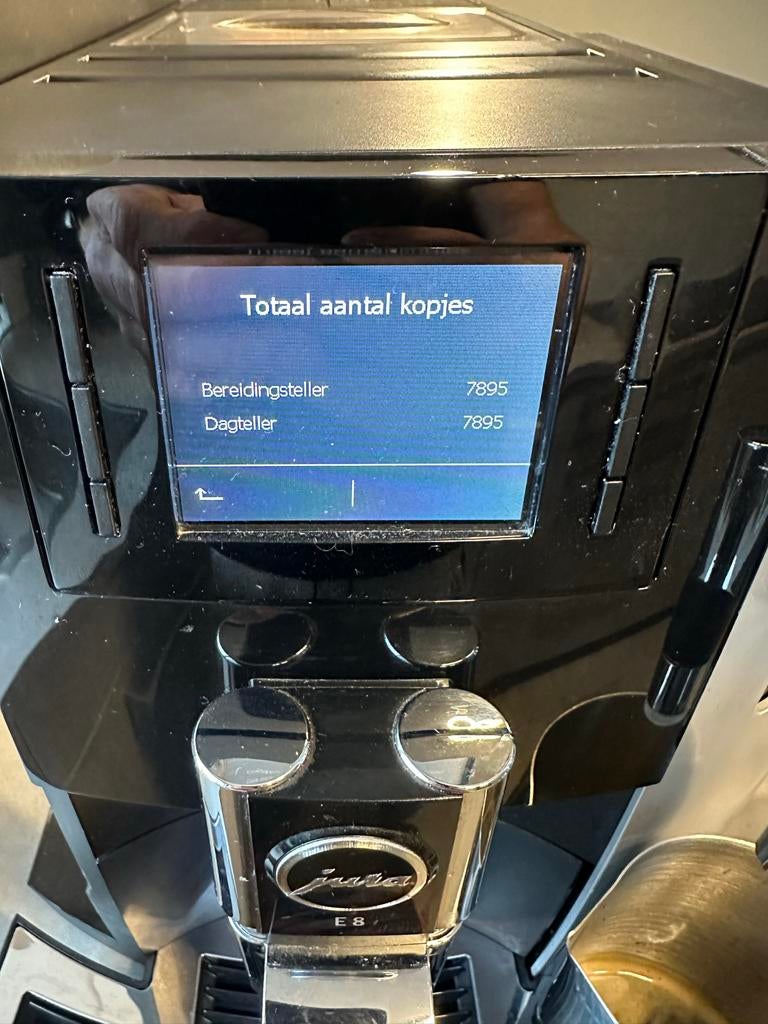 Totaal aantal kopjes
Bereidingsteller 7895
Dagteller 7895
jura
E8